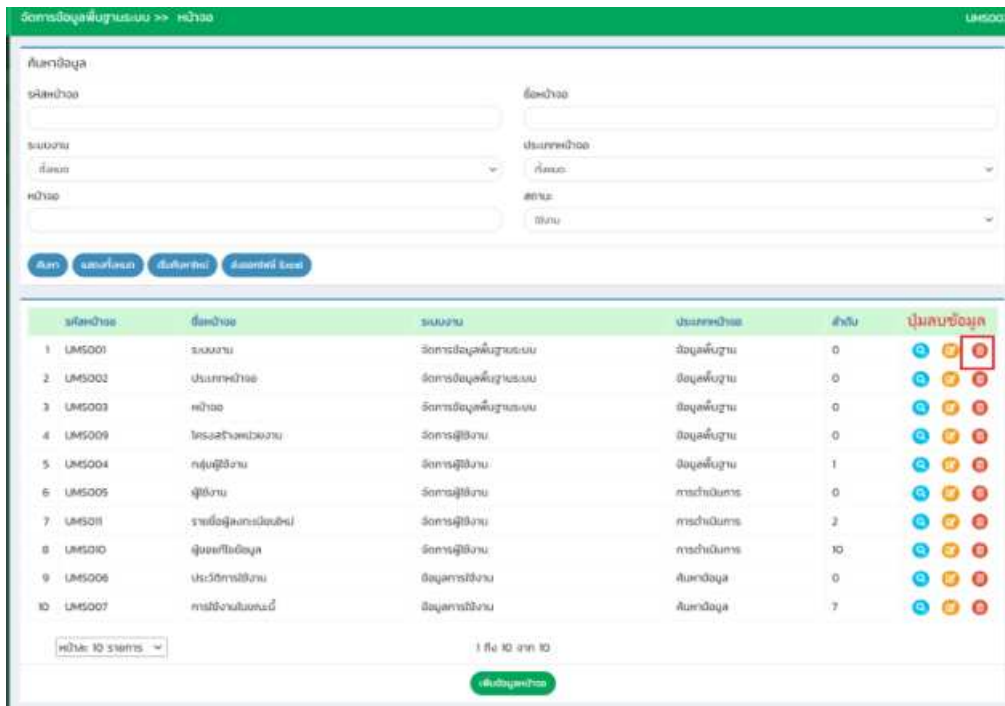 จัดการข้อมูลพื้นฐานระบบ >> หน้าจอ UMS003
ค้นหาข้อมูล
รหัสหน้าจอ ชื่อหน้าจอ
ระบบงาน ประเภทหน้าจอ
ทั้งหมด ทั้งหมด
หน้าจอ สถานะ
ใช้งาน
ค้นหา แสดงทั้งหมด เริ่มค้นหาใหม่ ส่งออกไฟล์ Excel
รหัสหน้าจอ ชื่อหน้าจอ ระบบงาน ประเภทหน้าจอ ลำดับ ปุ่มลบข้อมูล
1 UMS001 ระบบงาน จัดการข้อมูลพื้นฐานระบบ ข้อมูลพื้นฐาน 0
2 UMS002 ประเภทหน้าจอ จัดการข้อมูลพื้นฐานระบบ ข้อมูลพื้นฐาน 0
3 UMS003 หน้าจอ จัดการข้อมูลพื้นฐานระบบ ข้อมูลพื้นฐาน 0
4 UMS009 โครงสร้างหน่วยงาน จัดการผู้ใช้งาน ข้อมูลพื้นฐาน 0
5 UMS004 กลุ่มผู้ใช้งาน จัดการผู้ใช้งาน ข้อมูลพื้นฐาน 1
6 UMS005 ผู้ใช้งาน จัดการผู้ใช้งาน การดำเนินการ 0
7 UMS011 รายชื่อผู้ลงทะเบียนใหม่ จัดการผู้ใช้งาน การดำเนินการ 2
8 UMS010 ผู้ขอแก้ไขข้อมูล จัดการผู้ใช้งาน การดำเนินการ 10
9 UMS006 ประวัติการใช้งาน ข้อมูลการใช้งาน ค้นหาข้อมูล 0
10 UMS007 การใช้งานในขณะนี้ ข้อมูลการใช้งาน ค้นหาข้อมูล 7
หน้าละ 10 รายการ 1 ถึง 10 จาก 10
เพิ่มข้อมูลหน้าจอ